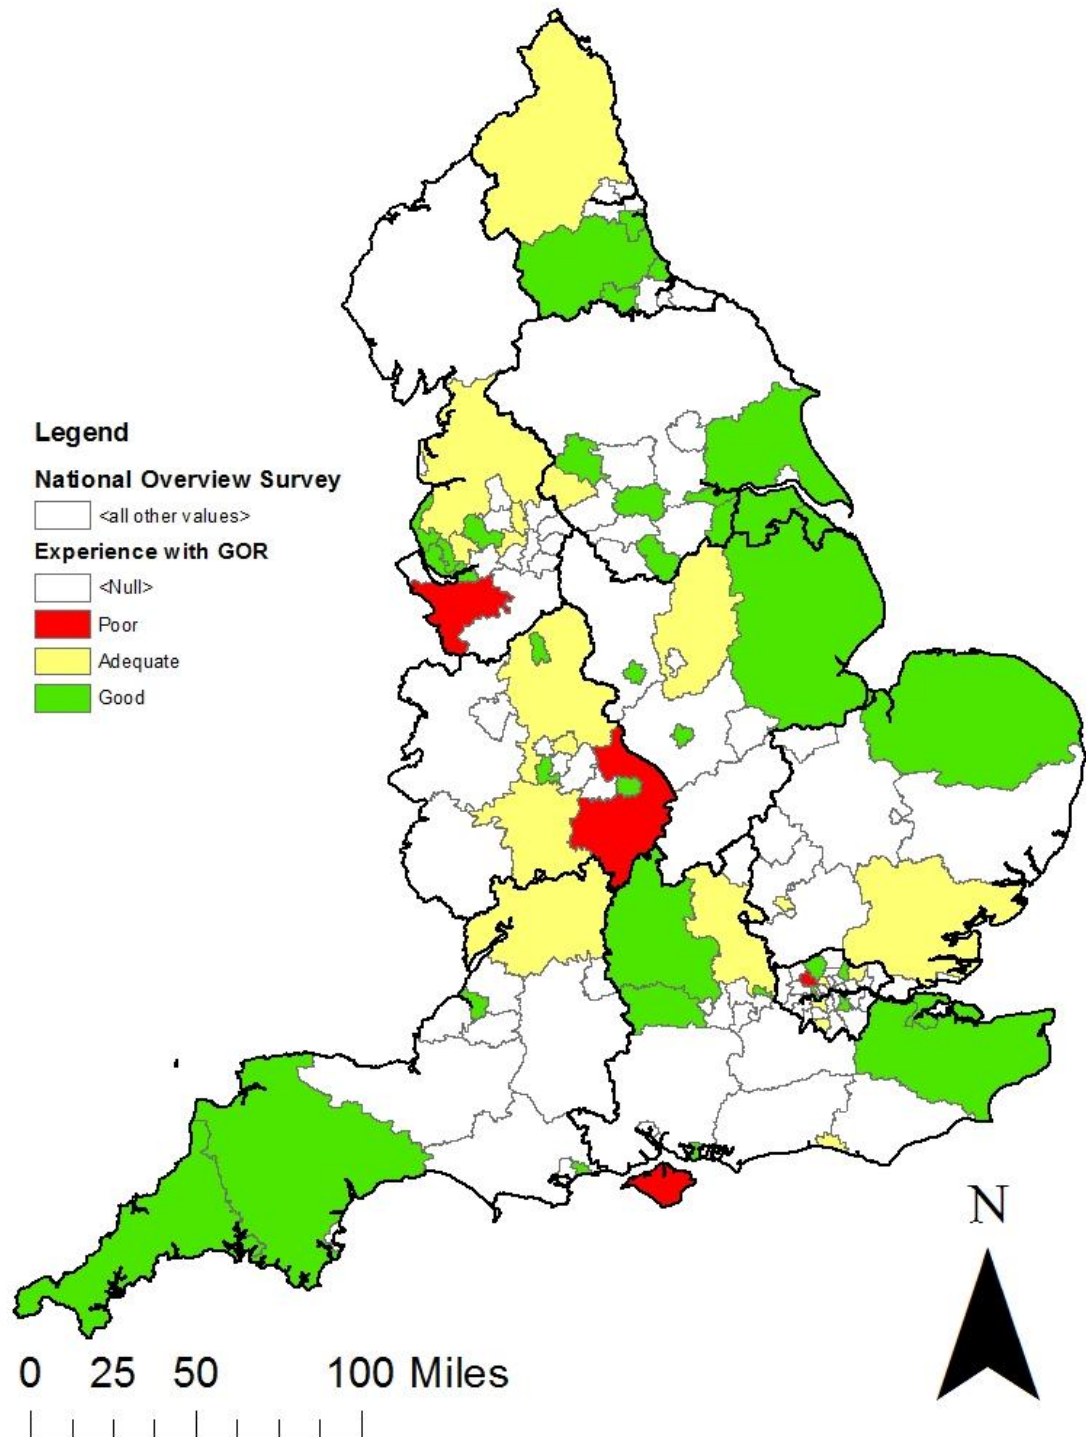 Legend
National Overview Survey
<all other values>
Experience with GOR
<Null>
Poor
Adequate
Good
N
0 25 50 100 Miles